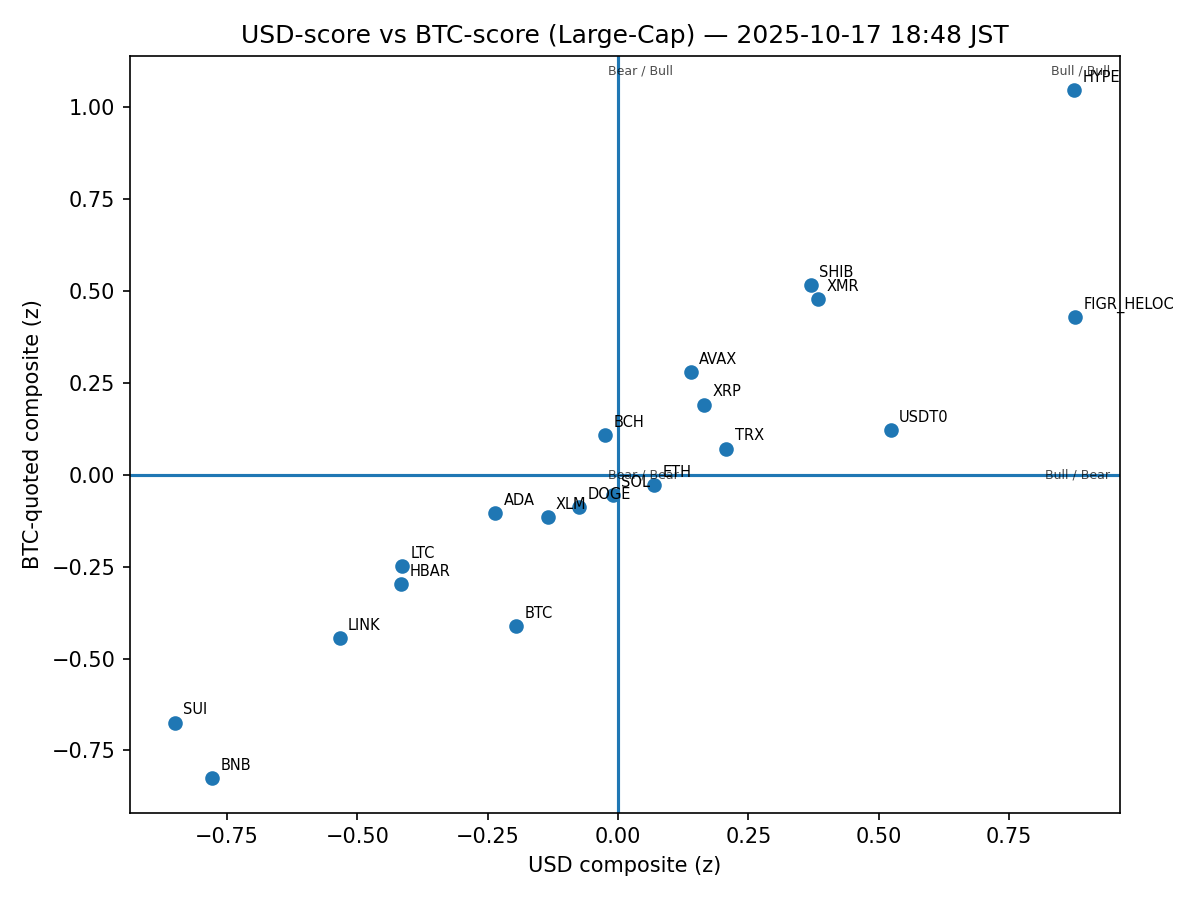 USD-score vs BTC-score (Large-Cap) — 2025-10-17 18:48 JST
Bear / Bull
Bull / Bull
HYPE
1.00
0.75
SHIB
XMR
0.50
FIGR_HELOC
AVAX
XRP
0.25
USDT0
BCH
TRX
0.00
Bear / Bear
ETH
Bull / Bear
SOL
DOGE
ADA
XLM
LTC
HBAR
−0.25
BTC
LINK
−0.50
SUI
−0.75
BNB
BTC-quoted composite (z)
−0.75
−0.50
−0.25
0.00
0.25
0.50
0.75
USD composite (z)